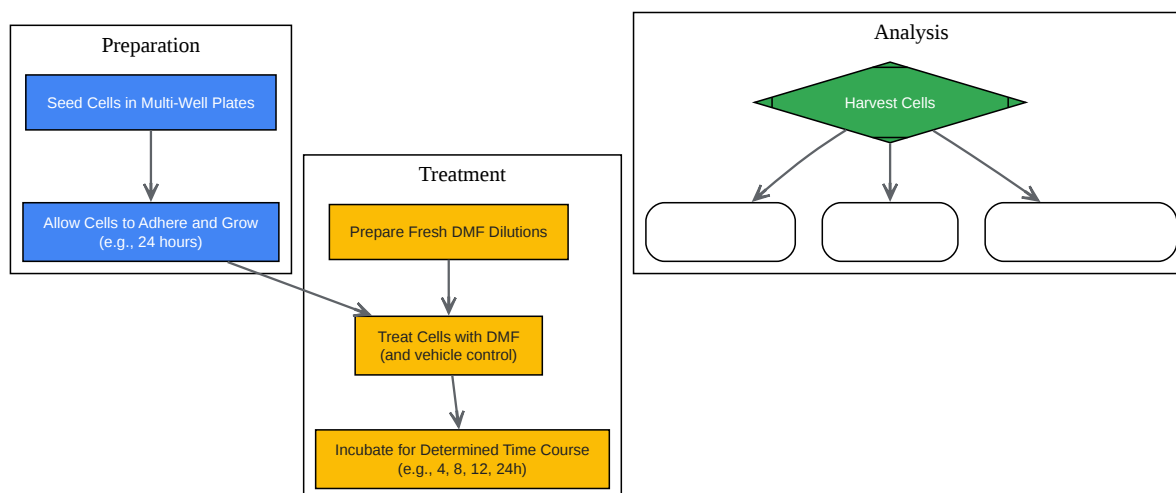 Preparation
Seed Cells in Multi-Well Plates
Allow Cells to Adhere and Grow
(e.g., 24 hours)
Treatment
Prepare Fresh DMF Dilutions
Treat Cells with DMF
(and vehicle control)
Incubate for Determined Time Course
(e.g., 4, 8, 12, 24h)
Analysis
Harvest Cells